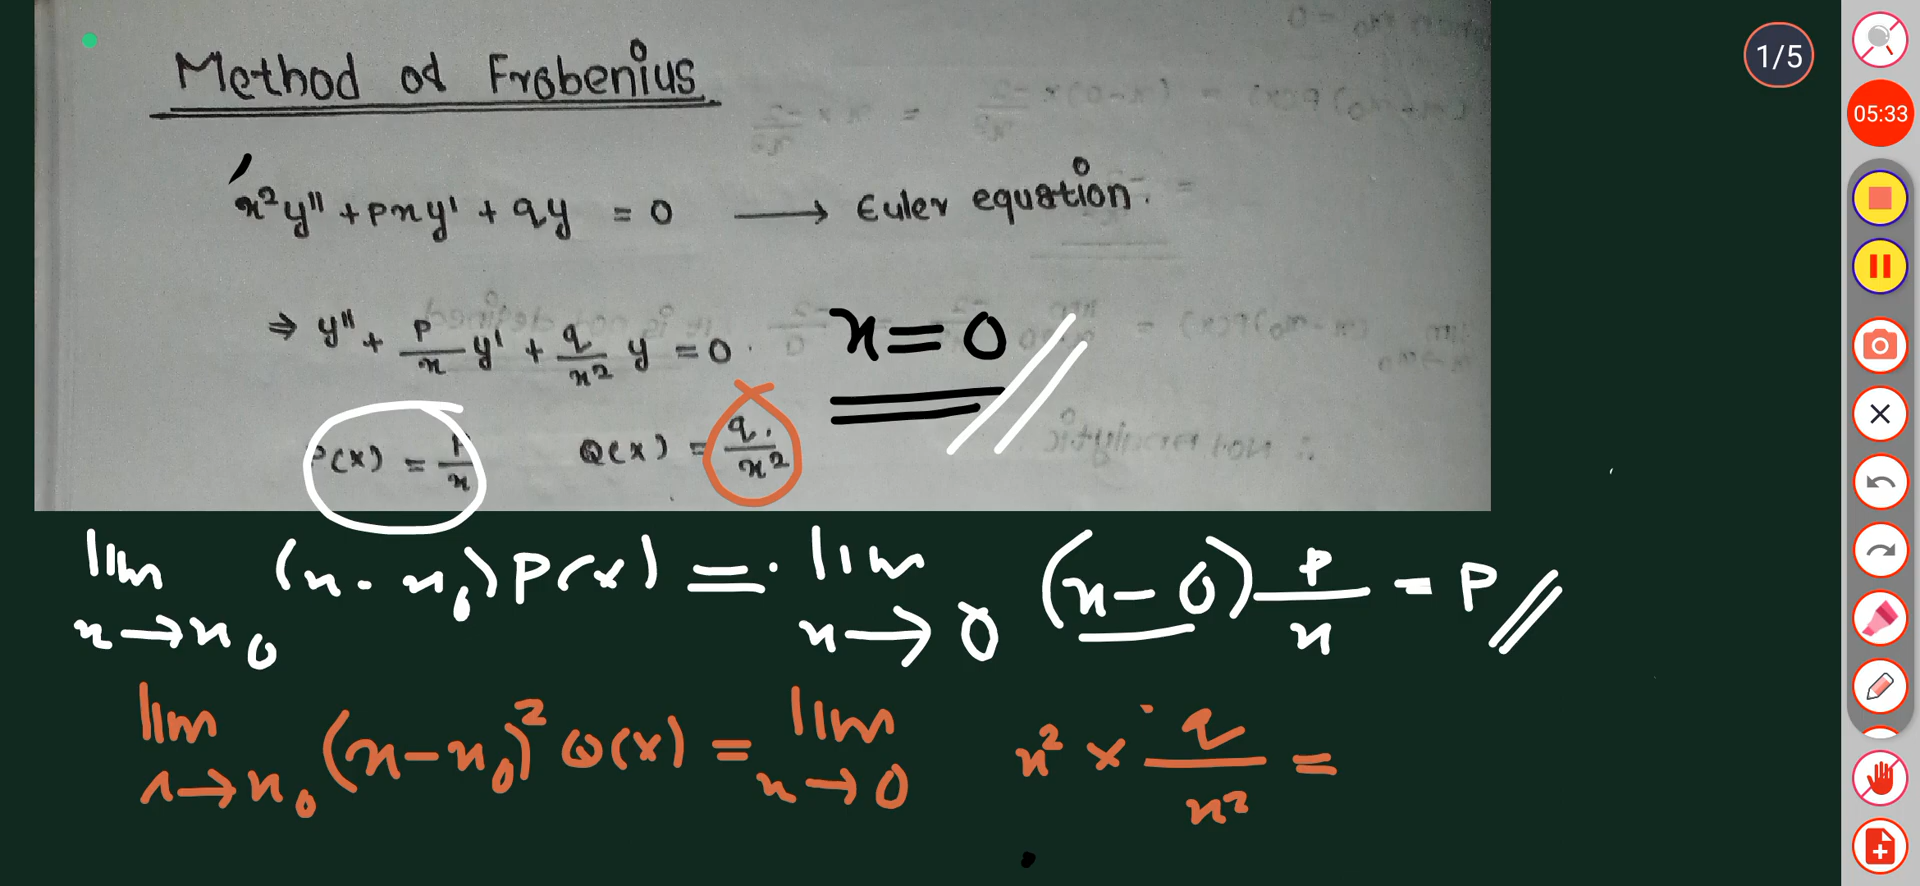 1/5
05:33
Method of Frobenius
x²y'' + pxy' + qy = 0 ⟶ Euler equation.
⇒ y'' + p/x y' + q/x² y = 0.
x = 0
P(x) = p/x Q(x) = q/x²
lim x→x₀ (x - x₀) P(x) = lim x→0 (x - 0) p/x = P //
lim x→x₀ (x - x₀)² Q(x) = lim x→0 x² × q/x² =